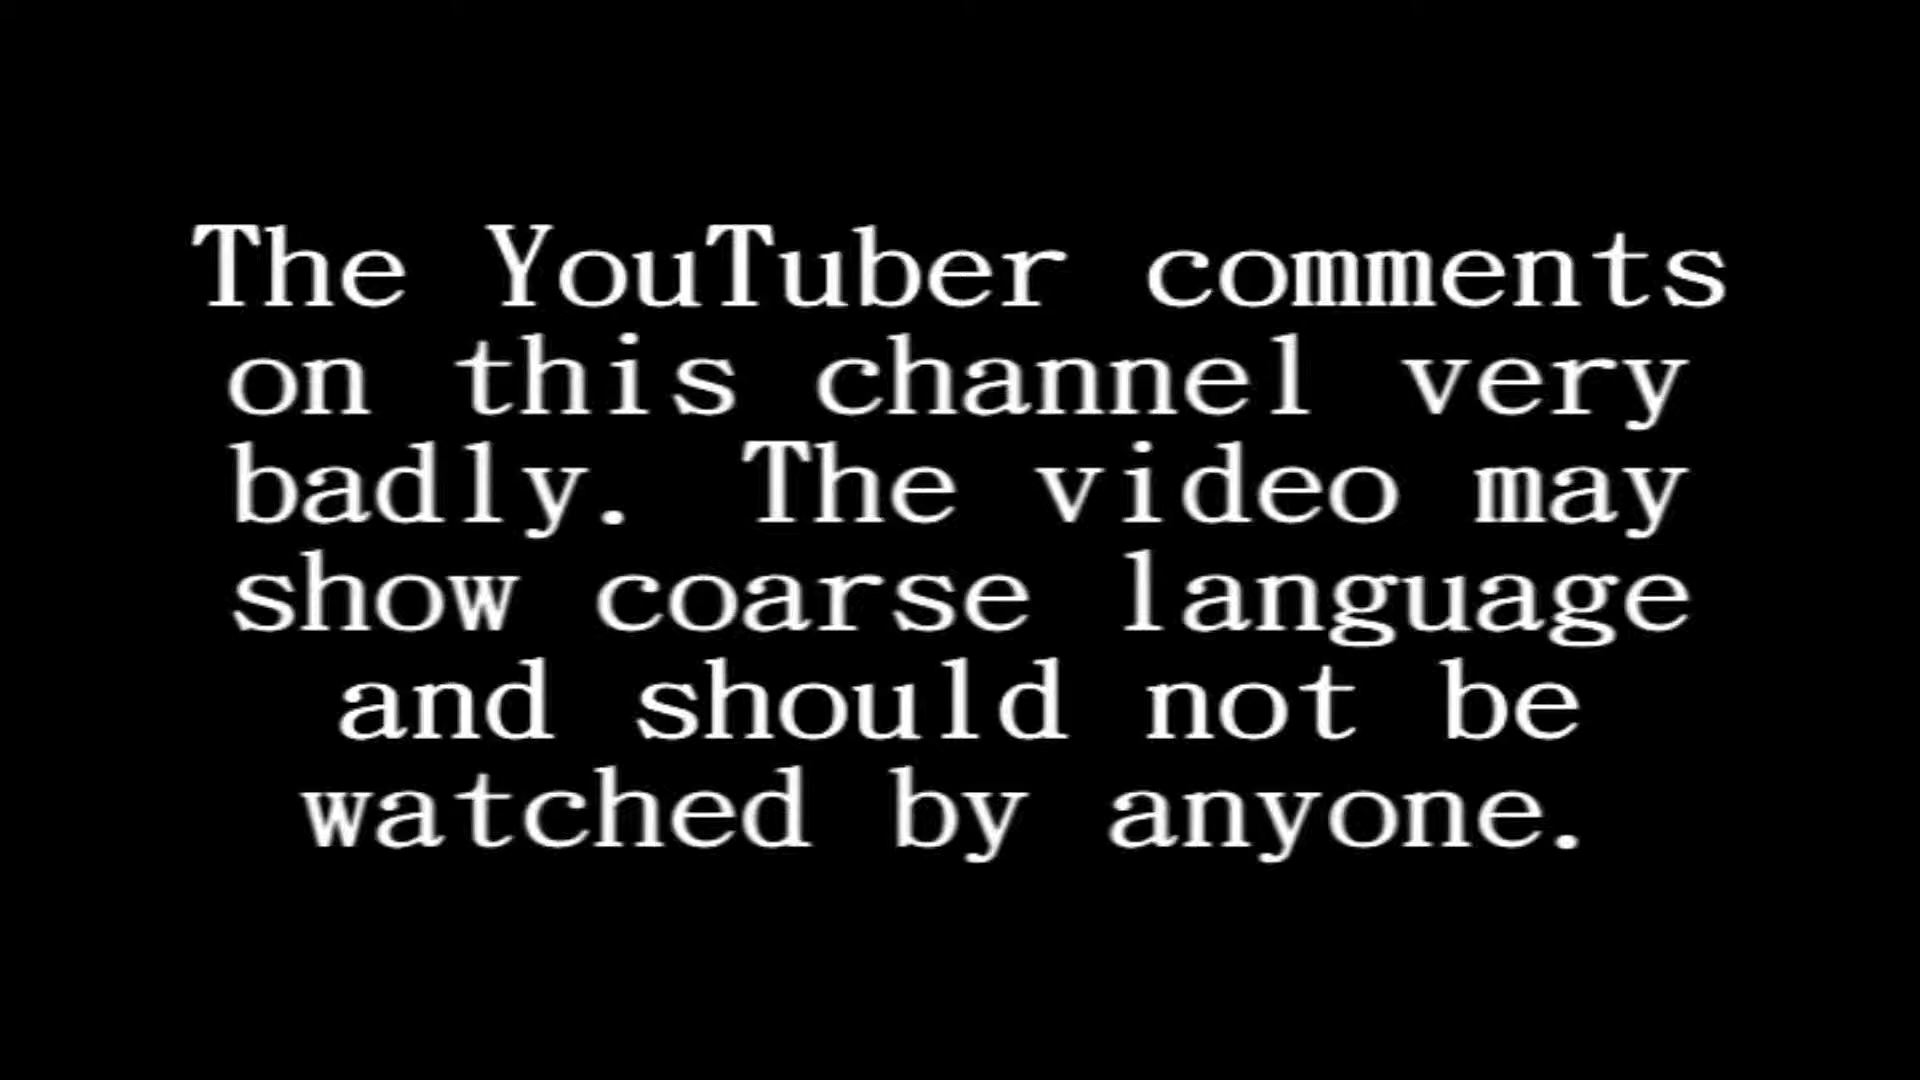 The YouTuber comments
on this channel very
badly. The video may
show coarse language
and should not be
watched by anyone.